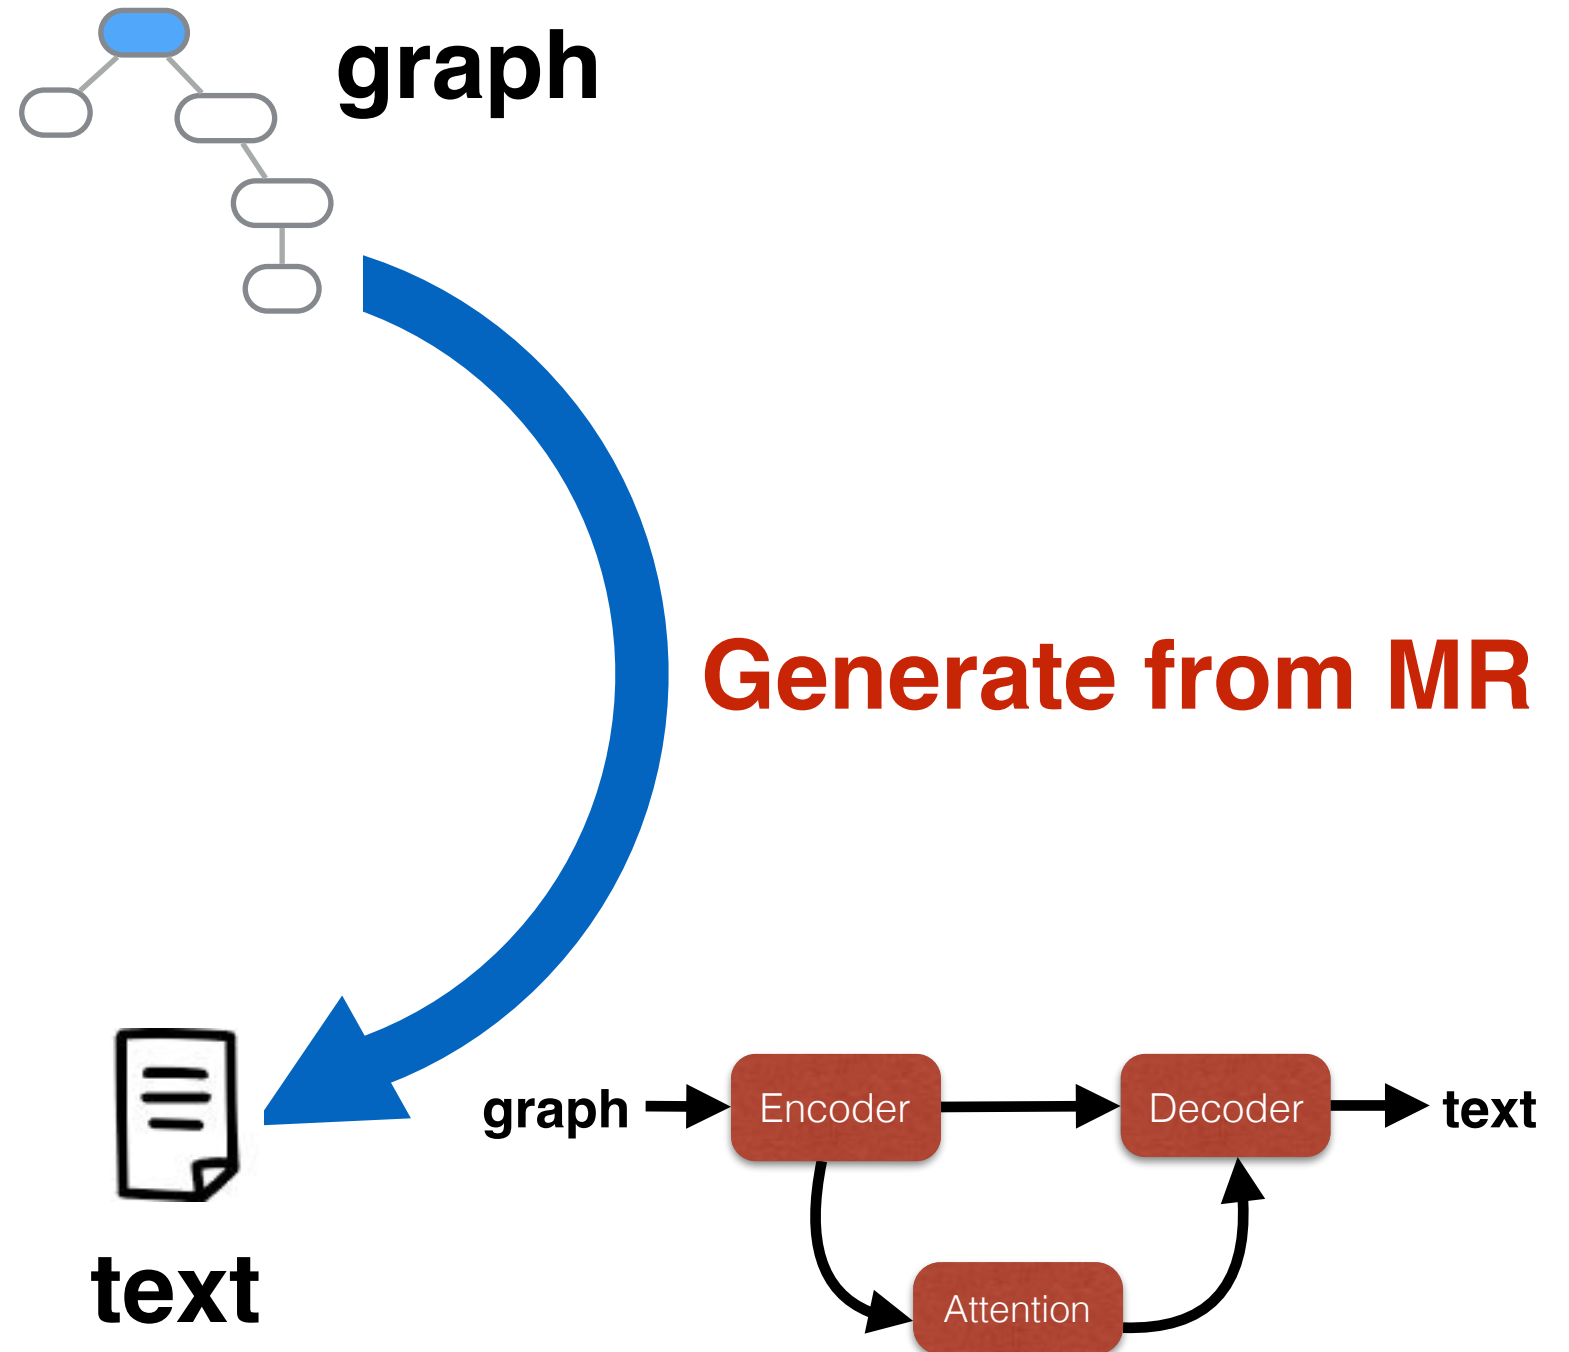 graph
Generate from MR
graph
Encoder
Decoder
text
Attention
text